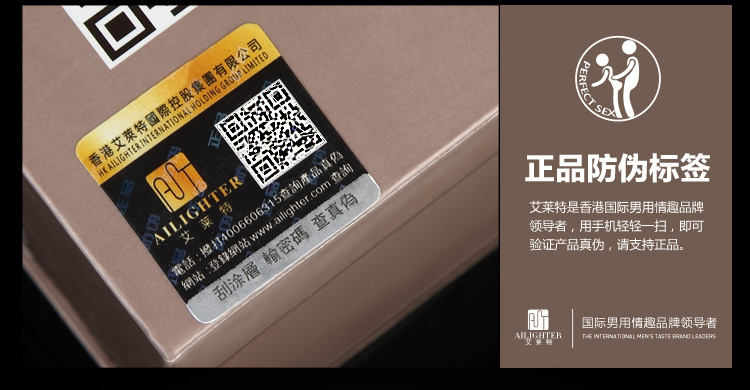 香港艾萊特國際控股集團有限公司
HK AILIGHTER INTERNATIONAL HOLDING GROUP LIMITED
AILIGHTER
艾萊特
電話：撥打4006606315查詢產品真偽
網站：登錄網站 www.ailighter.com 查詢
刮涂層 輸密碼 查真偽
PERFECT SEX
正品防伪标签
艾莱特是香港国际男用情趣品牌
领导者，用手机轻轻一扫，即可
验证产品真伪，请支持正品。
AILIGHTER
艾莱特
国际男用情趣品牌领导者
THE INTERNATIONAL MEN'S TASTE BRAND LEADERS